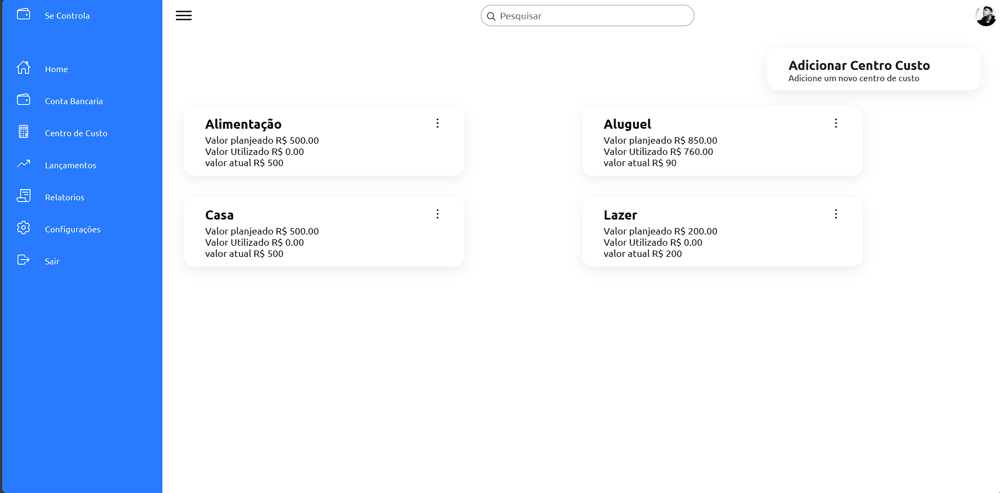 Se Controla
Pesquisar
Home
Conta Bancaria
Centro de Custo
Lançamentos
Relatorios
Configurações
Sair
Adicionar Centro Custo
Adicione um novo centro de custo
Alimentação
Valor planjeado R$ 500.00
Valor Utilizado R$ 0.00
valor atual R$ 500
Aluguel
Valor planjeado R$ 850.00
Valor Utilizado R$ 760.00
valor atual R$ 90
Casa
Valor planjeado R$ 500.00
Valor Utilizado R$ 0.00
valor atual R$ 500
Lazer
Valor planjeado R$ 200.00
Valor Utilizado R$ 0.00
valor atual R$ 200